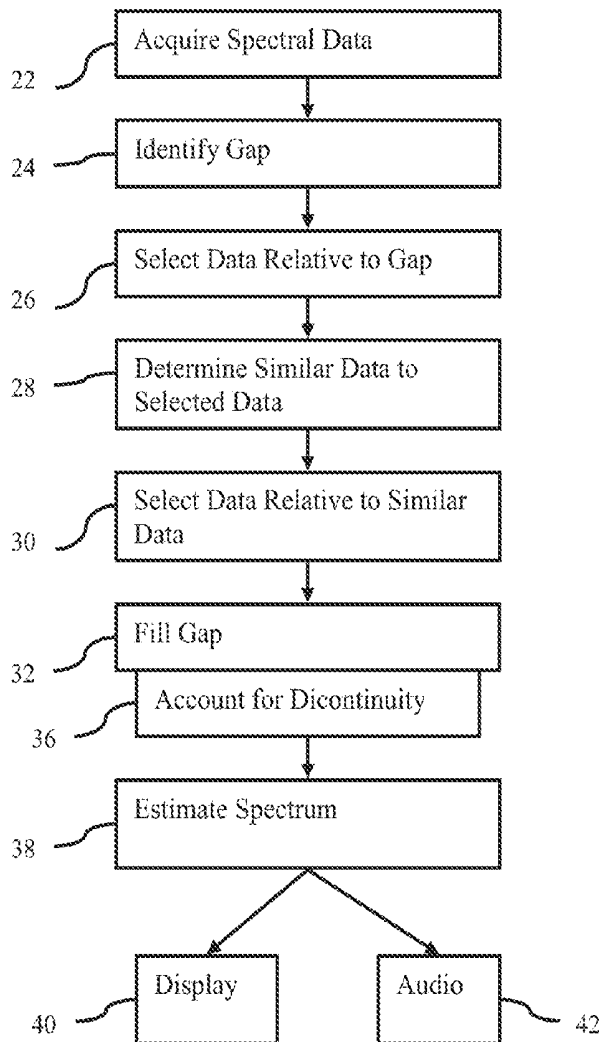 Acquire Spectral Data
22
Identify Gap
24
Select Data Relative to Gap
26
Determine Similar Data to
Selected Data
28
Select Data Relative to Similar
Data
30
Fill Gap
32
Account for Dicontinuity
36
Estimate Spectrum
38
Display
Audio
40
42